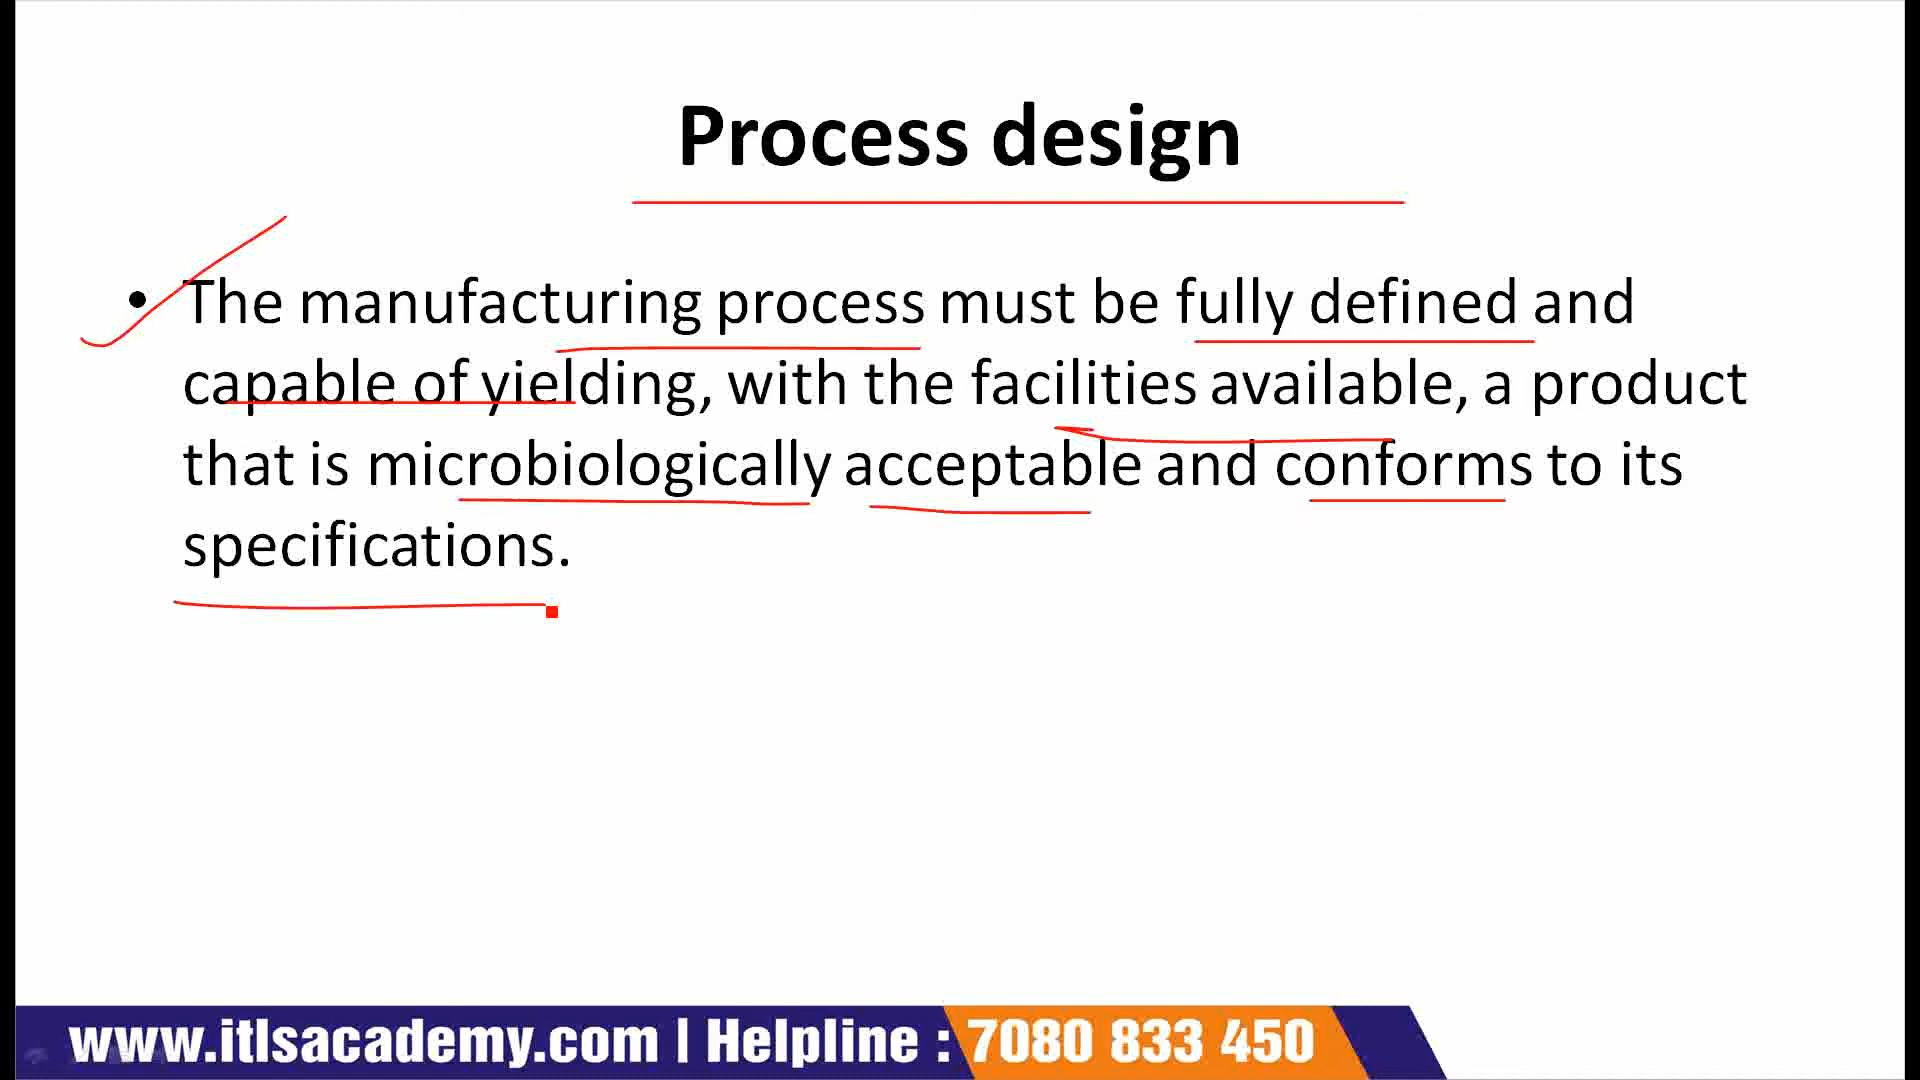 Process design
• The manufacturing process must be fully defined and
capable of yielding, with the facilities available, a product
that is microbiologically acceptable and conforms to its
specifications.
www.itlsacademy.com | Helpline : 7080 833 450